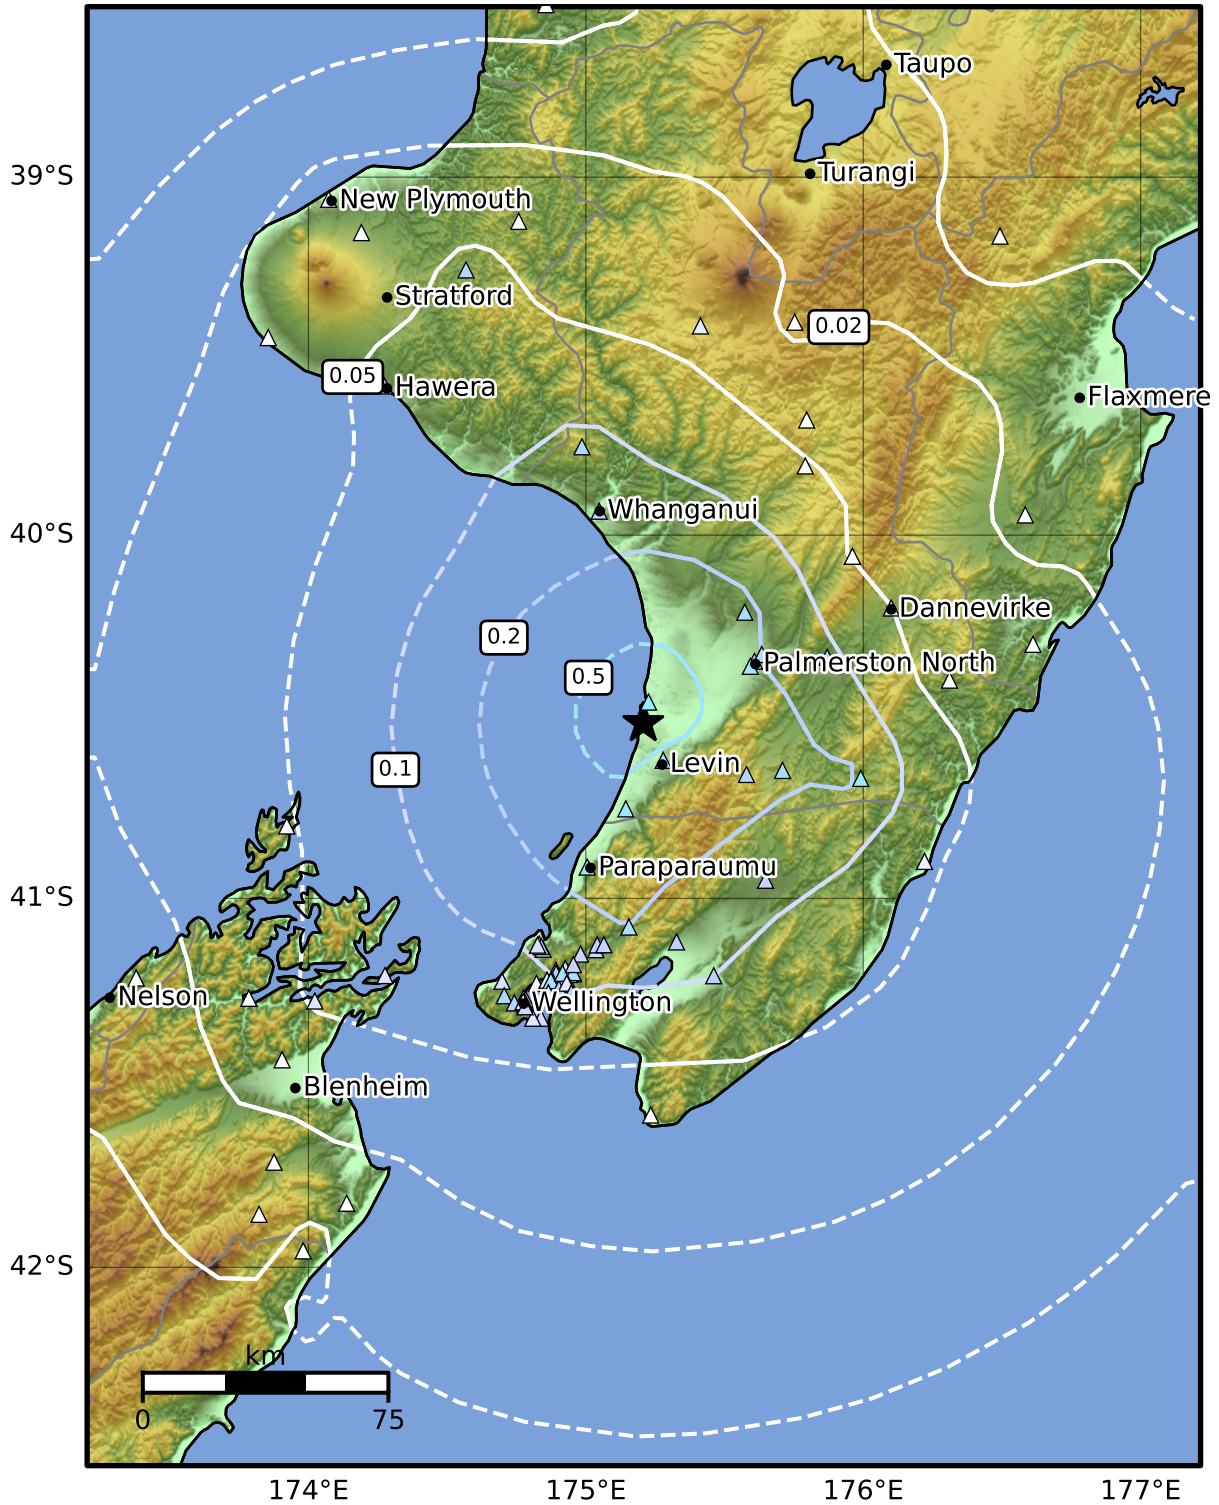 Taupo
39°S
Turangi
New Plymouth
Stratford
0.02
0.05
Hawera
Flaxmere
Whanganui
40°S
Dannevirke
0.2
Palmerston North
0.5
Levin
0.1
Paraparaumu
41°S
Nelson
Wellington
Blenheim
42°S
km
0
75
174°E
175°E
176°E
177°E